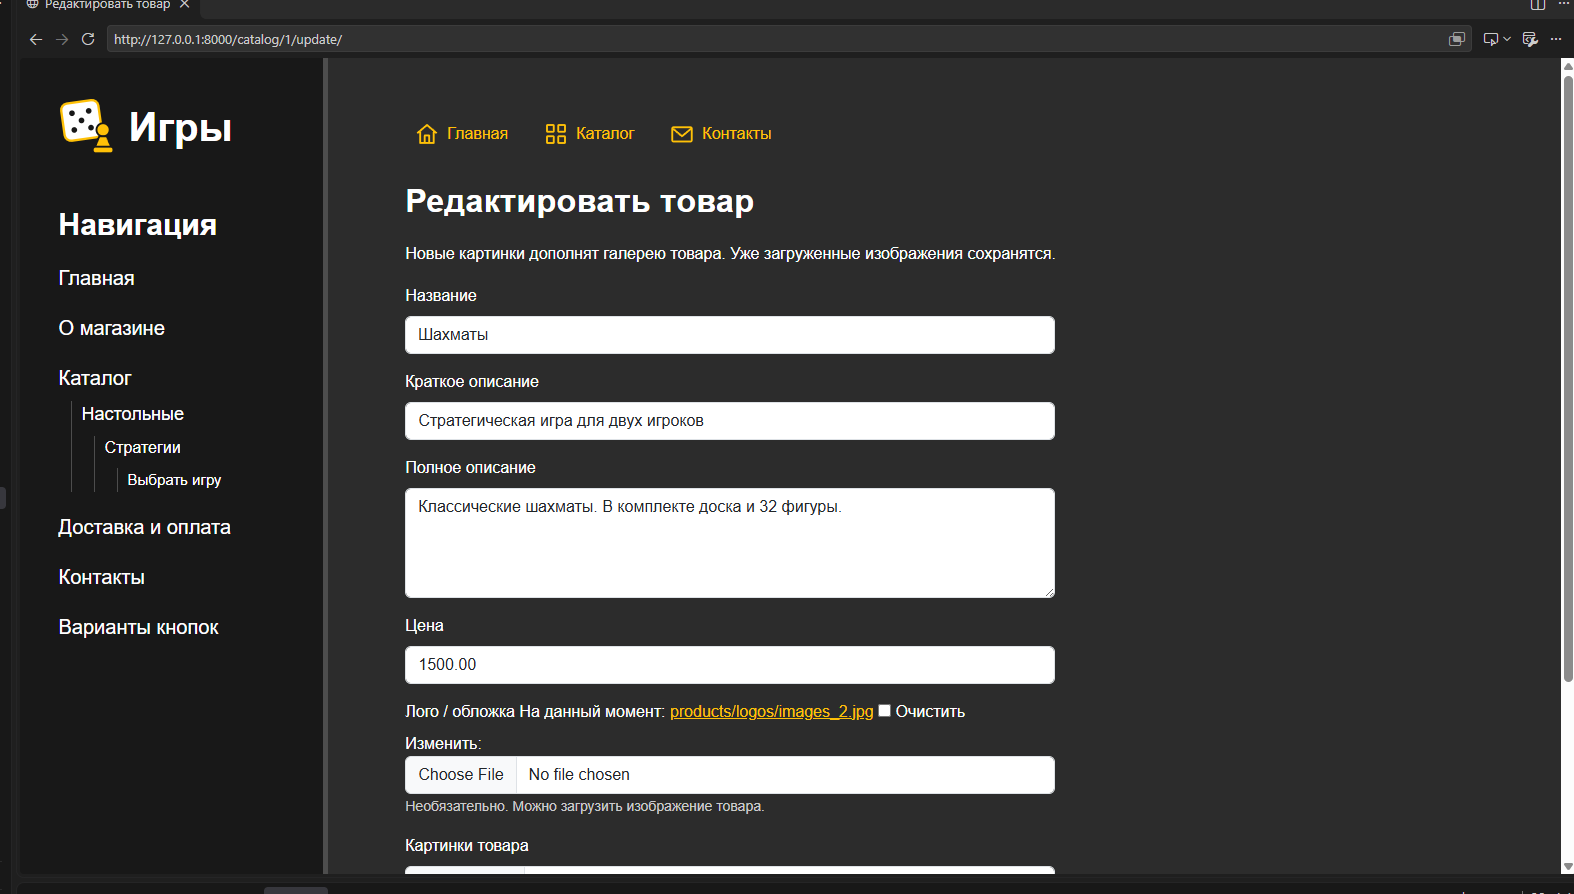 Редактировать товар
http://127.0.0.1:8000/catalog/1/update/
Игры
Навигация
Главная
О магазине
Каталог
Настольные
Стратегии
Выбрать игру
Доставка и оплата
Контакты
Варианты кнопок
Главная
Каталог
Контакты
Редактировать товар
Новые картинки дополнят галерею товара. Уже загруженные изображения сохранятся.
Название
Шахматы
Краткое описание
Стратегическая игра для двух игроков
Полное описание
Классические шахматы. В комплекте доска и 32 фигуры.
Цена
1500.00
Лого / обложка На данный момент: products/logos/images_2.jpg Очистить
Изменить:
Choose File No file chosen
Необязательно. Можно загрузить изображение товара.
Картинки товара